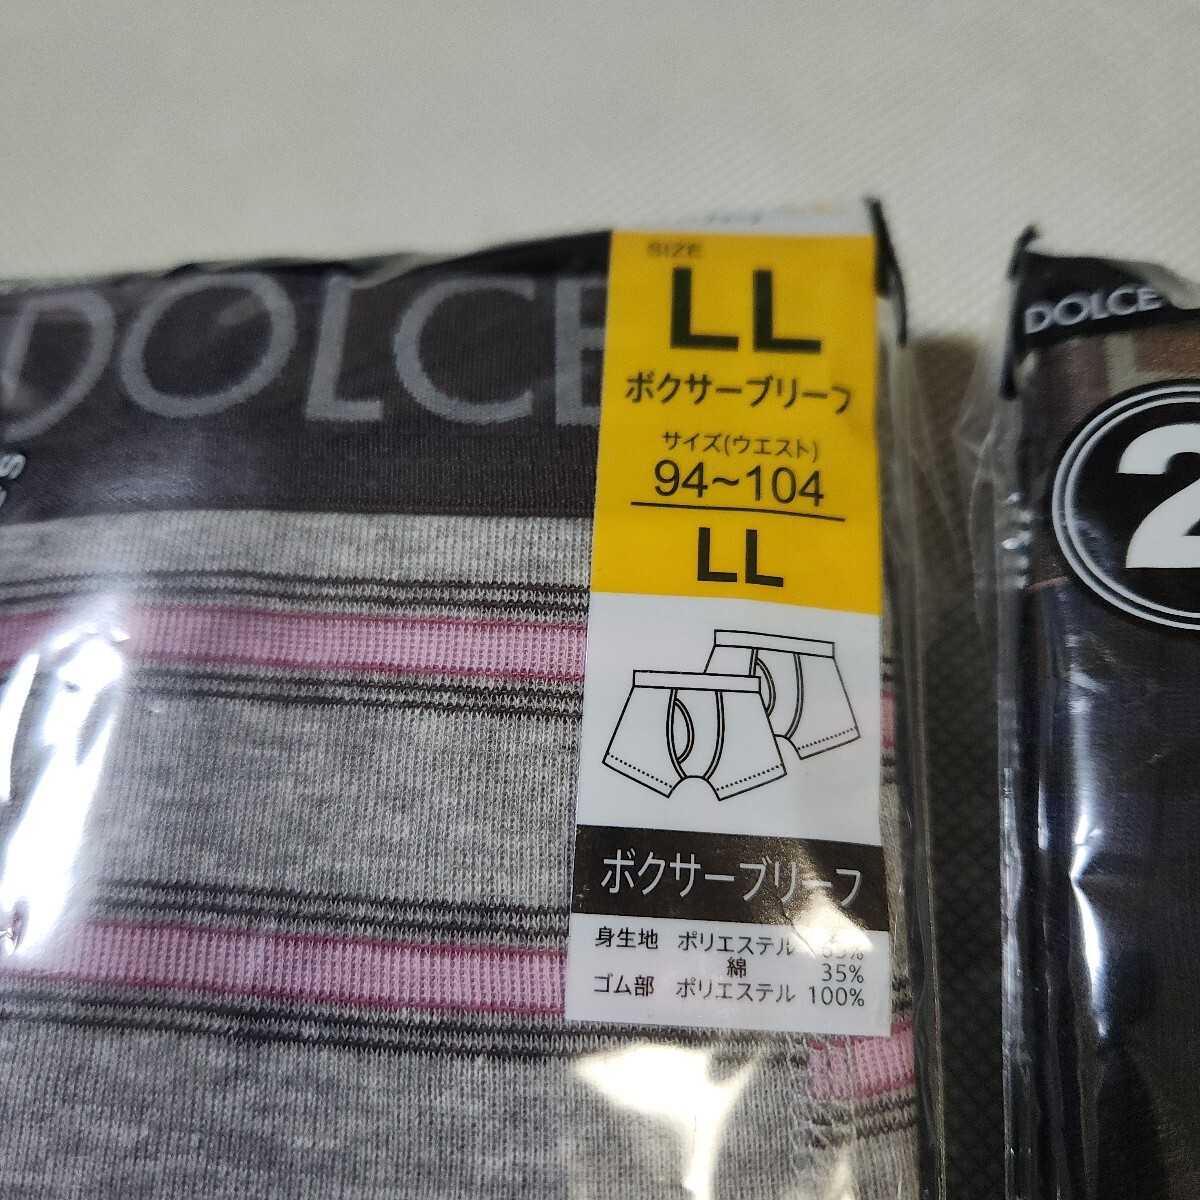 DOLCE
SIZE
LL
ボクサーブリーフ
サイズ(ウエスト)
94~104
LL
ボクサーブリーフ
身生地 ポリエステル 65%
綿 35%
ゴム部 ポリエステル 100%
DOLCE
2